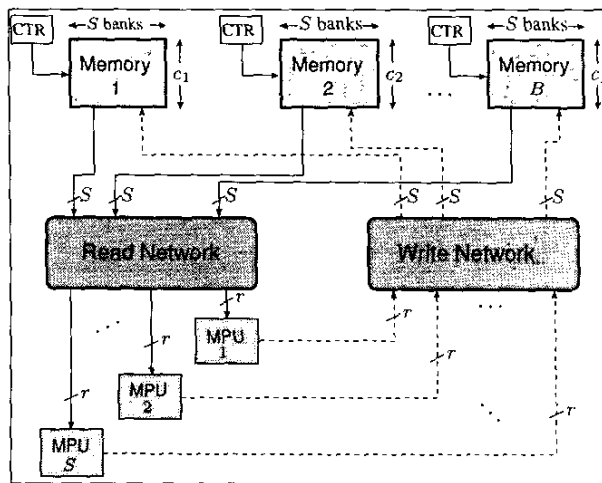 CTR S banks CTR S banks CTR S banks
Memory 1 c1 Memory 2 c2 ... Memory B c
S S S S S S
Read Network Write Network
... r r ...
MPU 1 r r
MPU 2 r ... r
MPU S